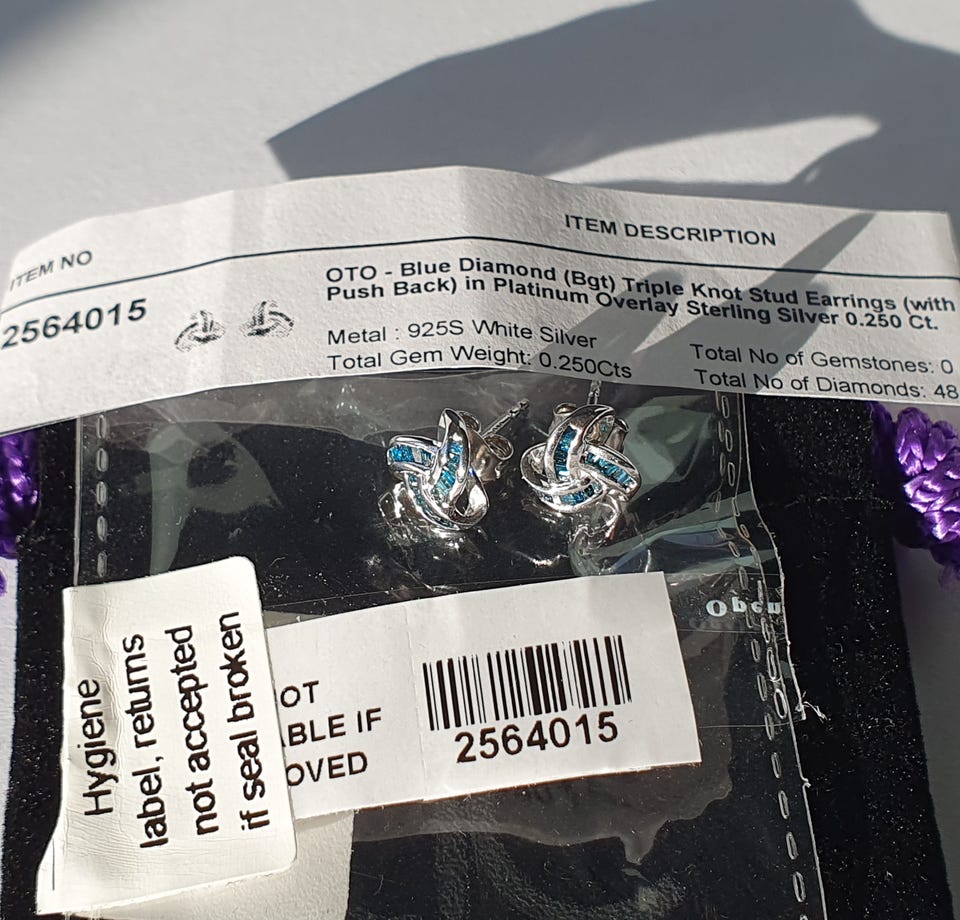 ITEM NO
ITEM DESCRIPTION
2564015
OTO - Blue Diamond (Bgt) Triple Knot Stud Earrings (with
Push Back) in Platinum Overlay Sterling Silver 0.250 Ct.
Metal : 925S White Silver
Total Gem Weight: 0.250Cts
Total No of Gemstones: 0
Total No of Diamonds: 48
Hygiene
label, returns
not accepted
if seal broken
OT
ABLE IF
OVED
2564015